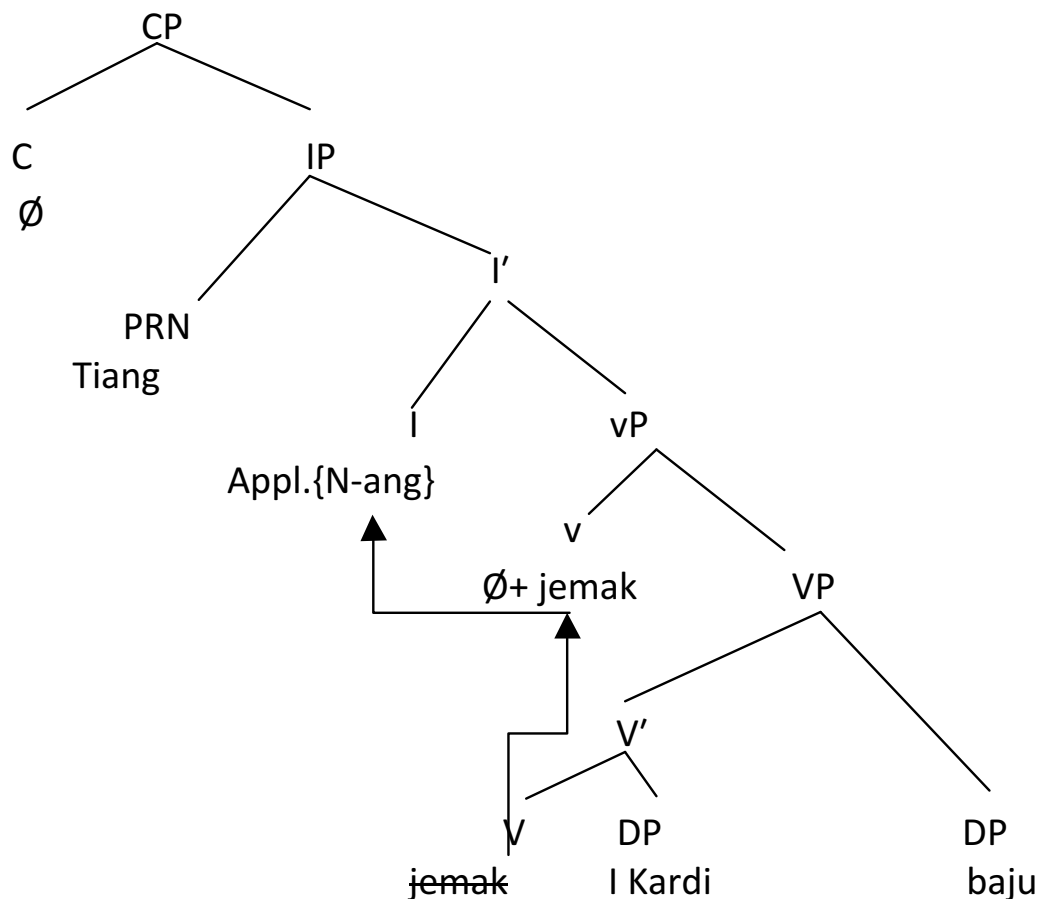 CP
C IP
Ø
I′
PRN
Tiang
I vP
Appl.{N-ang}
v
Ø+ jemak VP
V′
V DP DP
jemak I Kardi baju